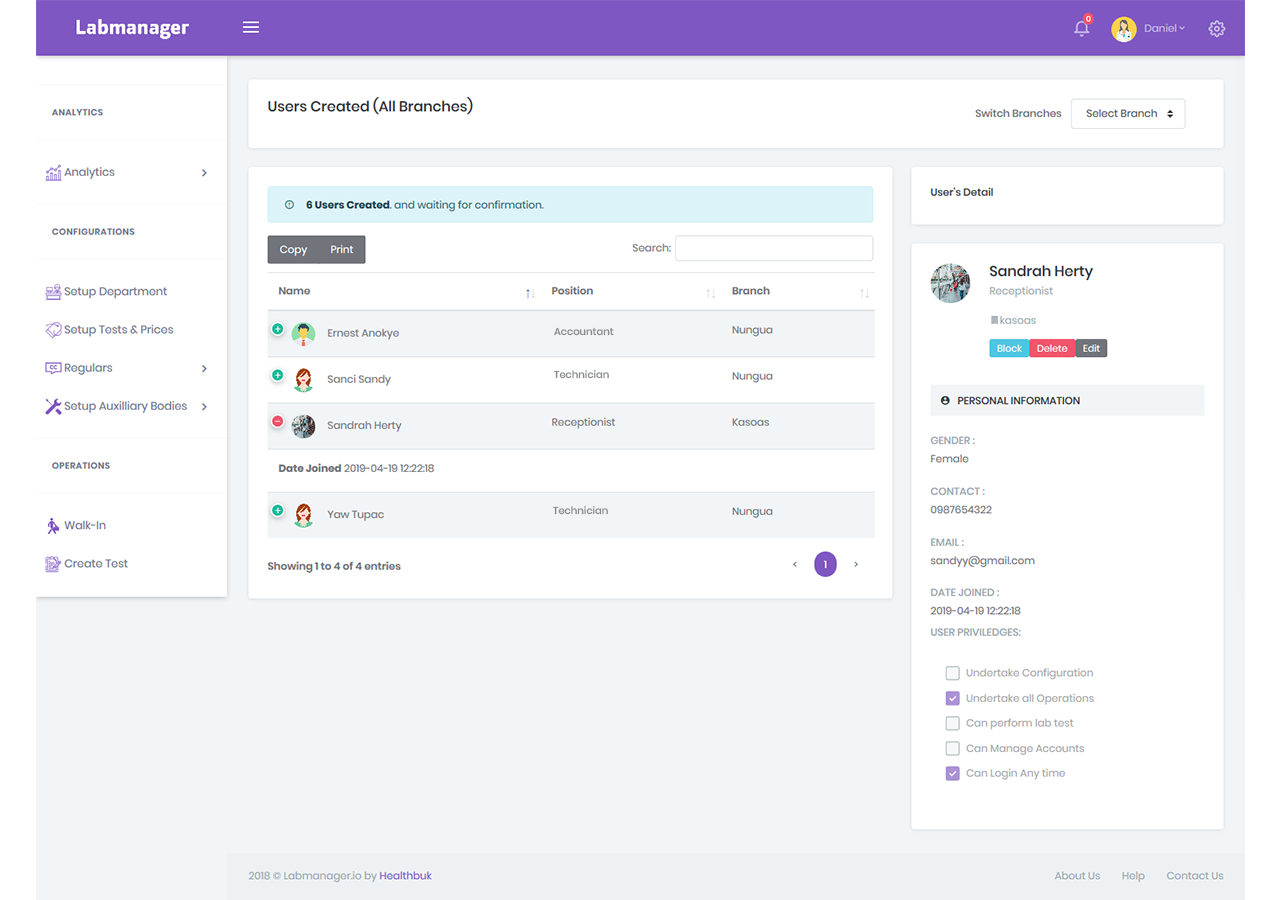 Labmanager
0
Daniel
ANALYTICS
Analytics
CONFIGURATIONS
Setup Department
Setup Tests & Prices
Regulars
Setup Auxilliary Bodies
OPERATIONS
Walk-In
Create Test
Users Created (All Branches)
Switch Branches
Select Branch
6 Users Created. and waiting for confirmation.
Copy Print
Search:
Name Position Branch
Ernest Anokye Accountant Nungua
Sanci Sandy Technician Nungua
Sandrah Herty Receptionist Kasoas
Date Joined 2019-04-19 12:22:18
Yaw Tupac Technician Nungua
Showing 1 to 4 of 4 entries
‹ 1 ›
User's Detail
Sandrah Herty
Receptionist
kasoas
Block Delete Edit
PERSONAL INFORMATION
GENDER :
Female
CONTACT :
0987654322
EMAIL :
sandyy@gmail.com
DATE JOINED :
2019-04-19 12:22:18
USER PRIVILEDGES:
Undertake Configuration
Undertake all Operations
Can perform lab test
Can Manage Accounts
Can Login Any time
2018 © Labmanager.io by Healthbuk
About Us Help Contact Us